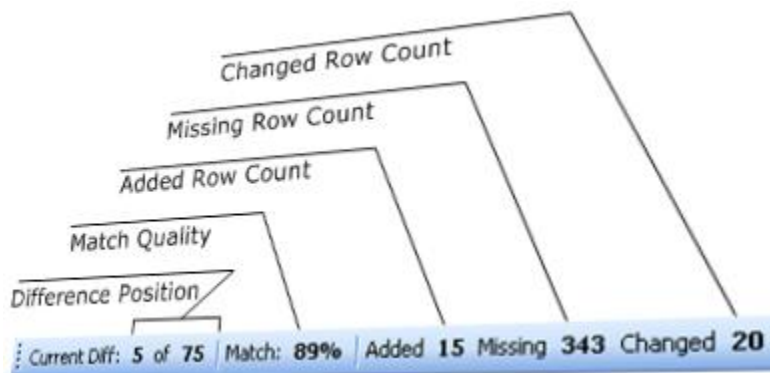 Changed Row Count
Missing Row Count
Added Row Count
Match Quality
Difference Position
Current Diff: 5 of 75 Match: 89% Added 15 Missing 343 Changed 20